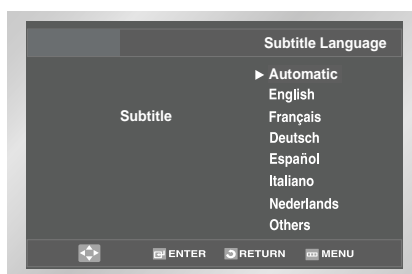 Subtitle Language
Subtitle
► Automatic
English
Français
Deutsch
Español
Italiano
Nederlands
Others
ENTER RETURN MENU